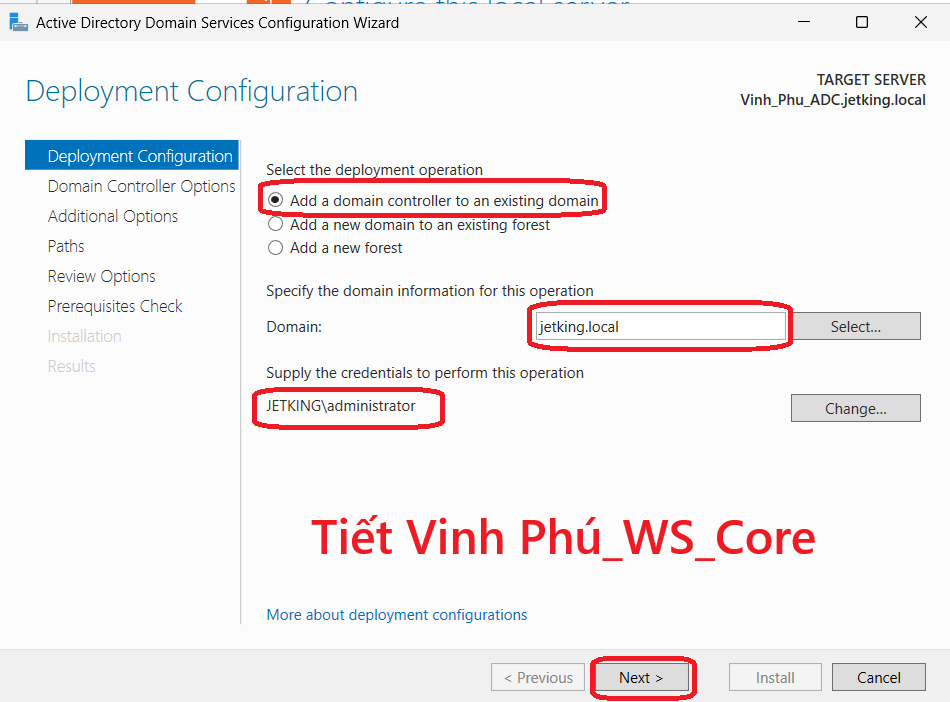 Configure this local server
Active Directory Domain Services Configuration Wizard
Deployment Configuration
TARGET SERVER
Vinh_Phu_ADC.jetking.local
Deployment Configuration
Domain Controller Options
Additional Options
Paths
Review Options
Prerequisites Check
Installation
Results
Select the deployment operation
Add a domain controller to an existing domain
Add a new domain to an existing forest
Add a new forest
Specify the domain information for this operation
Domain:
jetking.local
Select...
Supply the credentials to perform this operation
JETKING\administrator
Change...
Tiết Vinh Phú_WS_Core
More about deployment configurations
< Previous
Next >
Install
Cancel